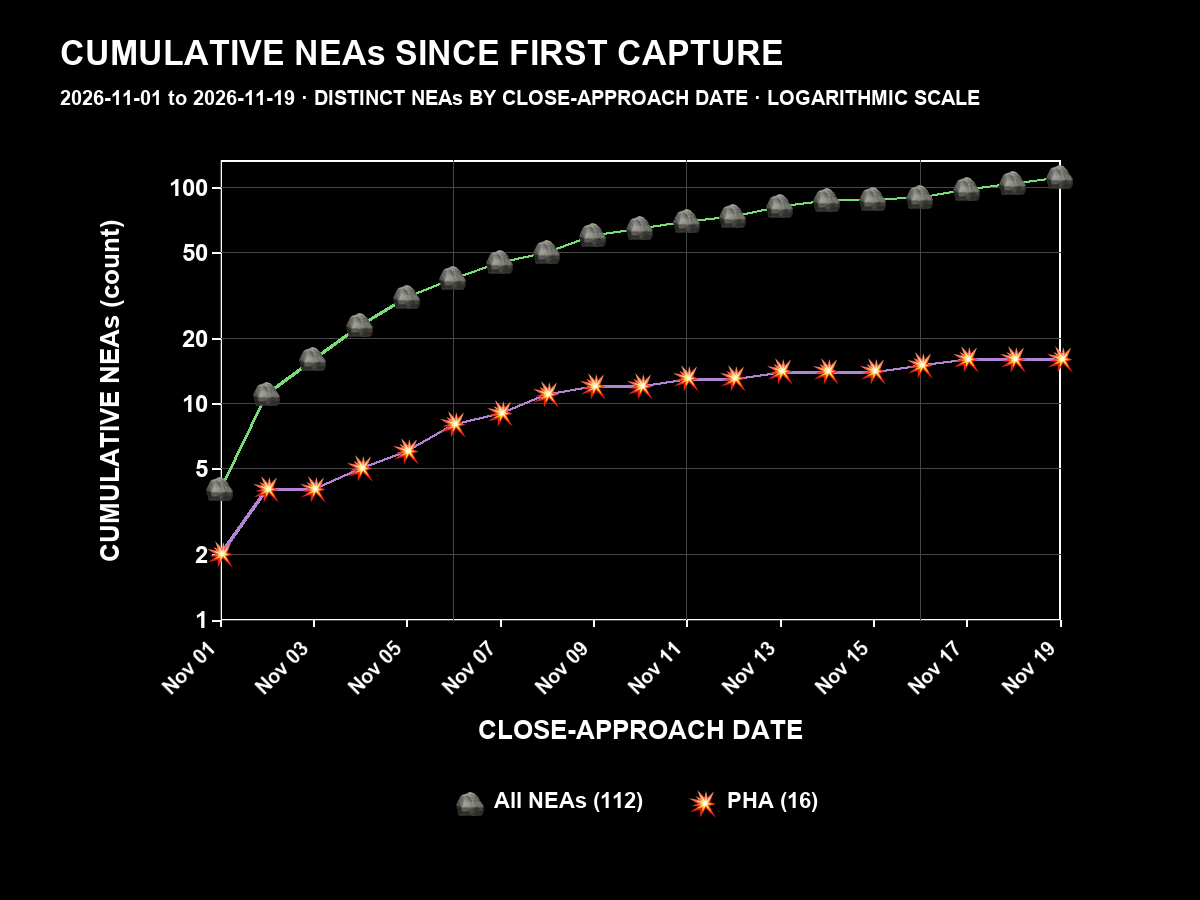 CUMULATIVE NEAs SINCE FIRST CAPTURE
2026-11-01 to 2026-11-19 · DISTINCT NEAs BY CLOSE-APPROACH DATE · LOGARITHMIC SCALE
CUMULATIVE NEAs (count)
100
50
20
10
5
2
1
Nov 01
Nov 03
Nov 05
Nov 07
Nov 09
Nov 11
Nov 13
Nov 15
Nov 17
Nov 19
CLOSE-APPROACH DATE
All NEAs (112)
PHA (16)